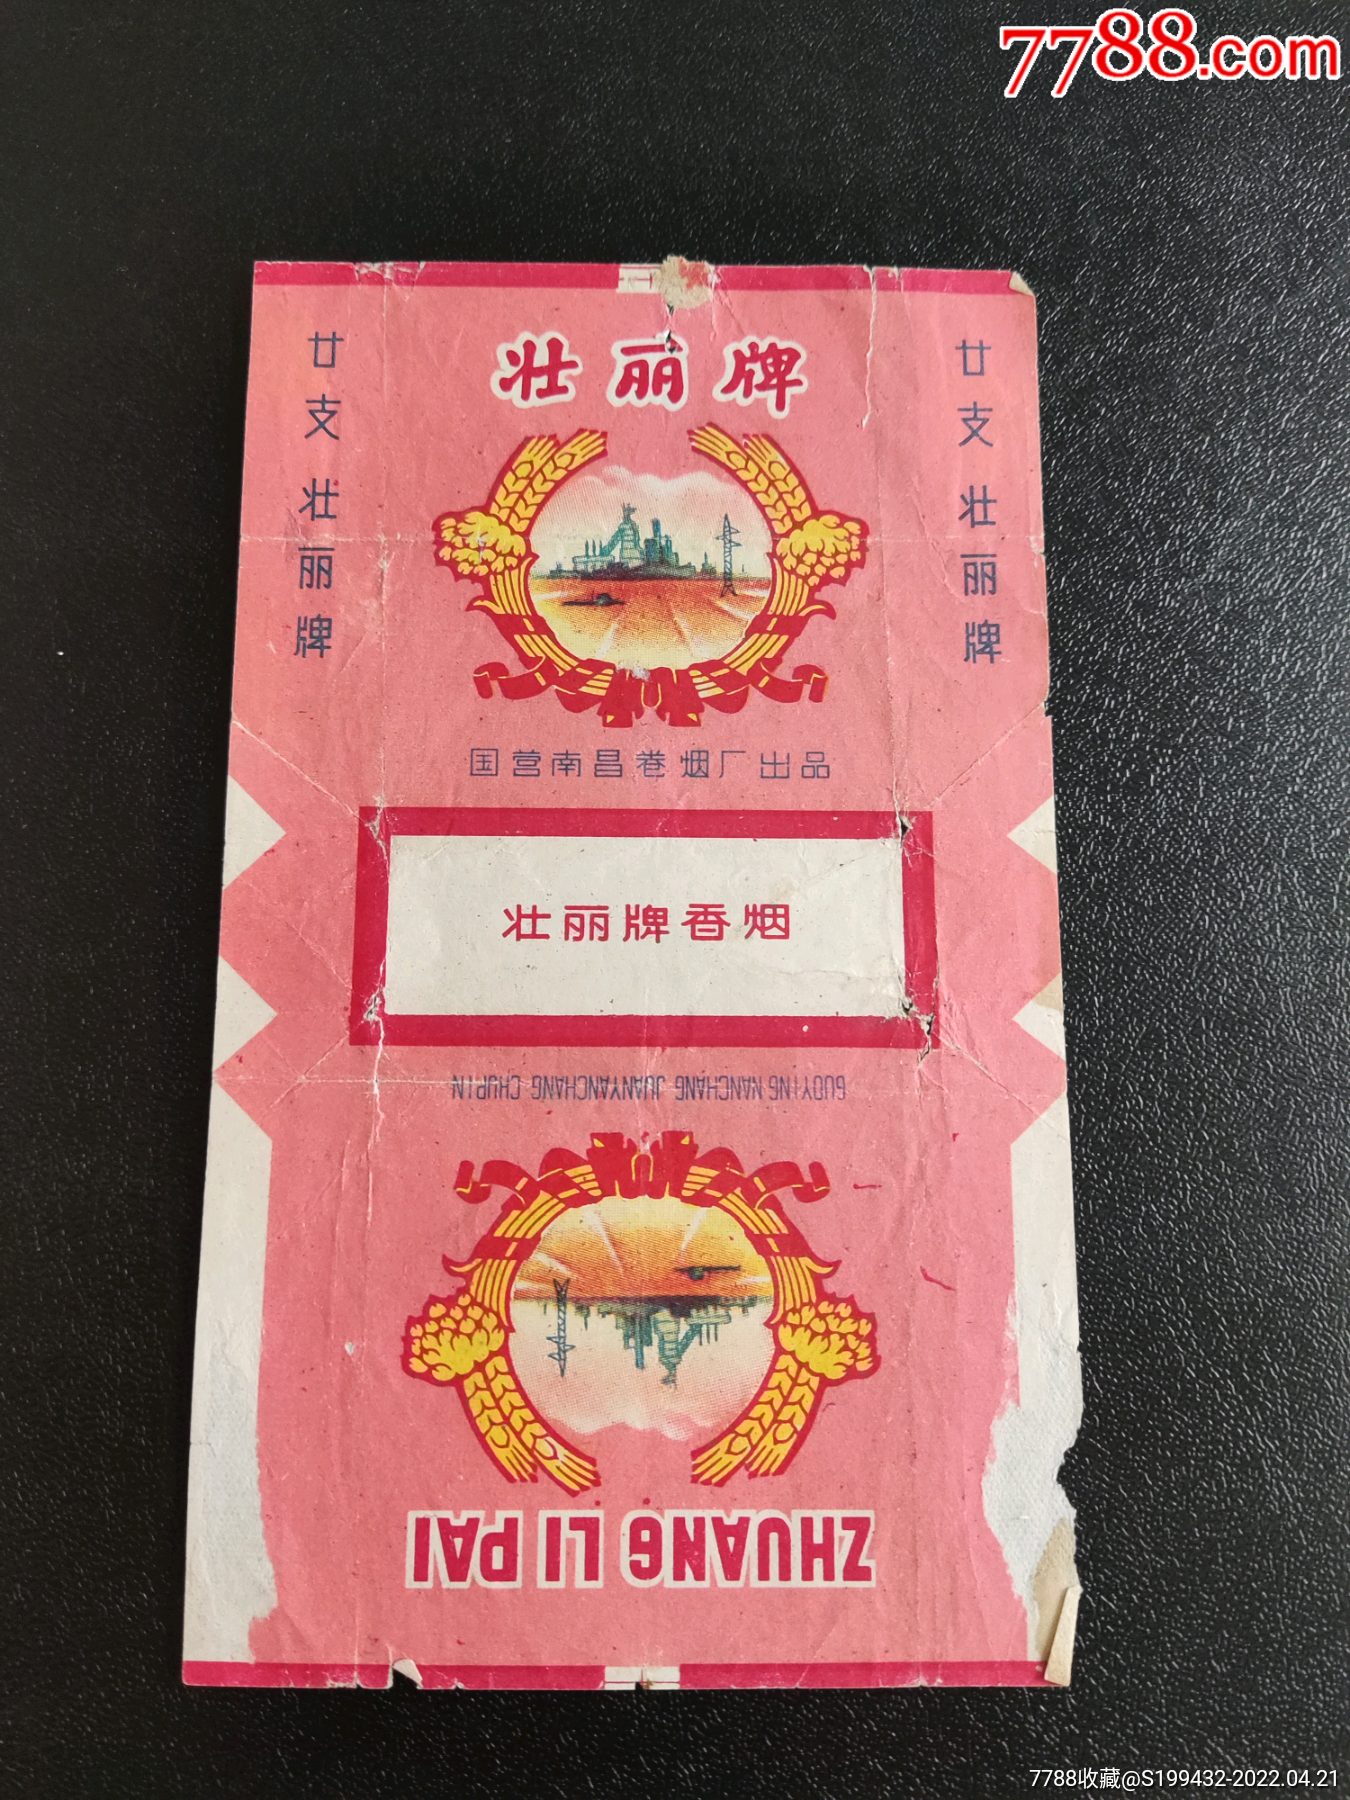 7788.com
壮丽牌
廿支 壮丽牌
廿支 壮丽牌
国营南昌卷烟厂出品
壮丽牌香烟
GUOYING NANCHANG JUANYANCHANG CHUPIN
ZHUANG LI PAI
7788收藏@S199432-2022.04.21